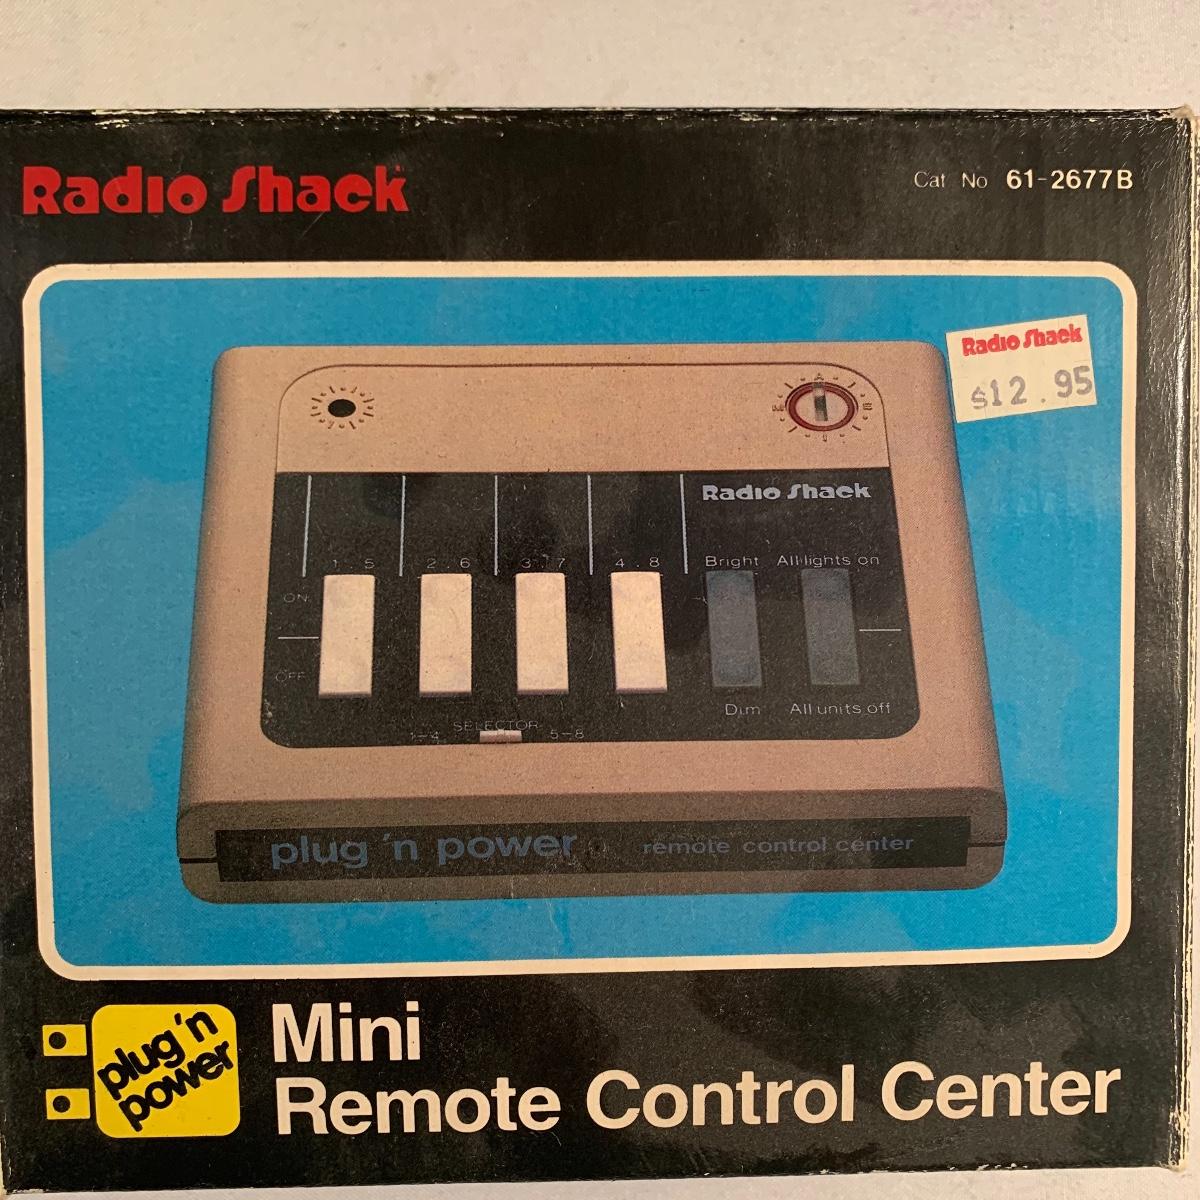 Radio Shack
Cat No 61-2677B
Radio Shack
$12.95
A
Radio Shack
1 . 5 2 . 6 3 . 7 4 . 8 Bright All lights on
ON
OFF
Dim All units off
SELECTOR
1-4 5-8
plug 'n power remote control center
plug 'n
power
Mini
Remote Control Center